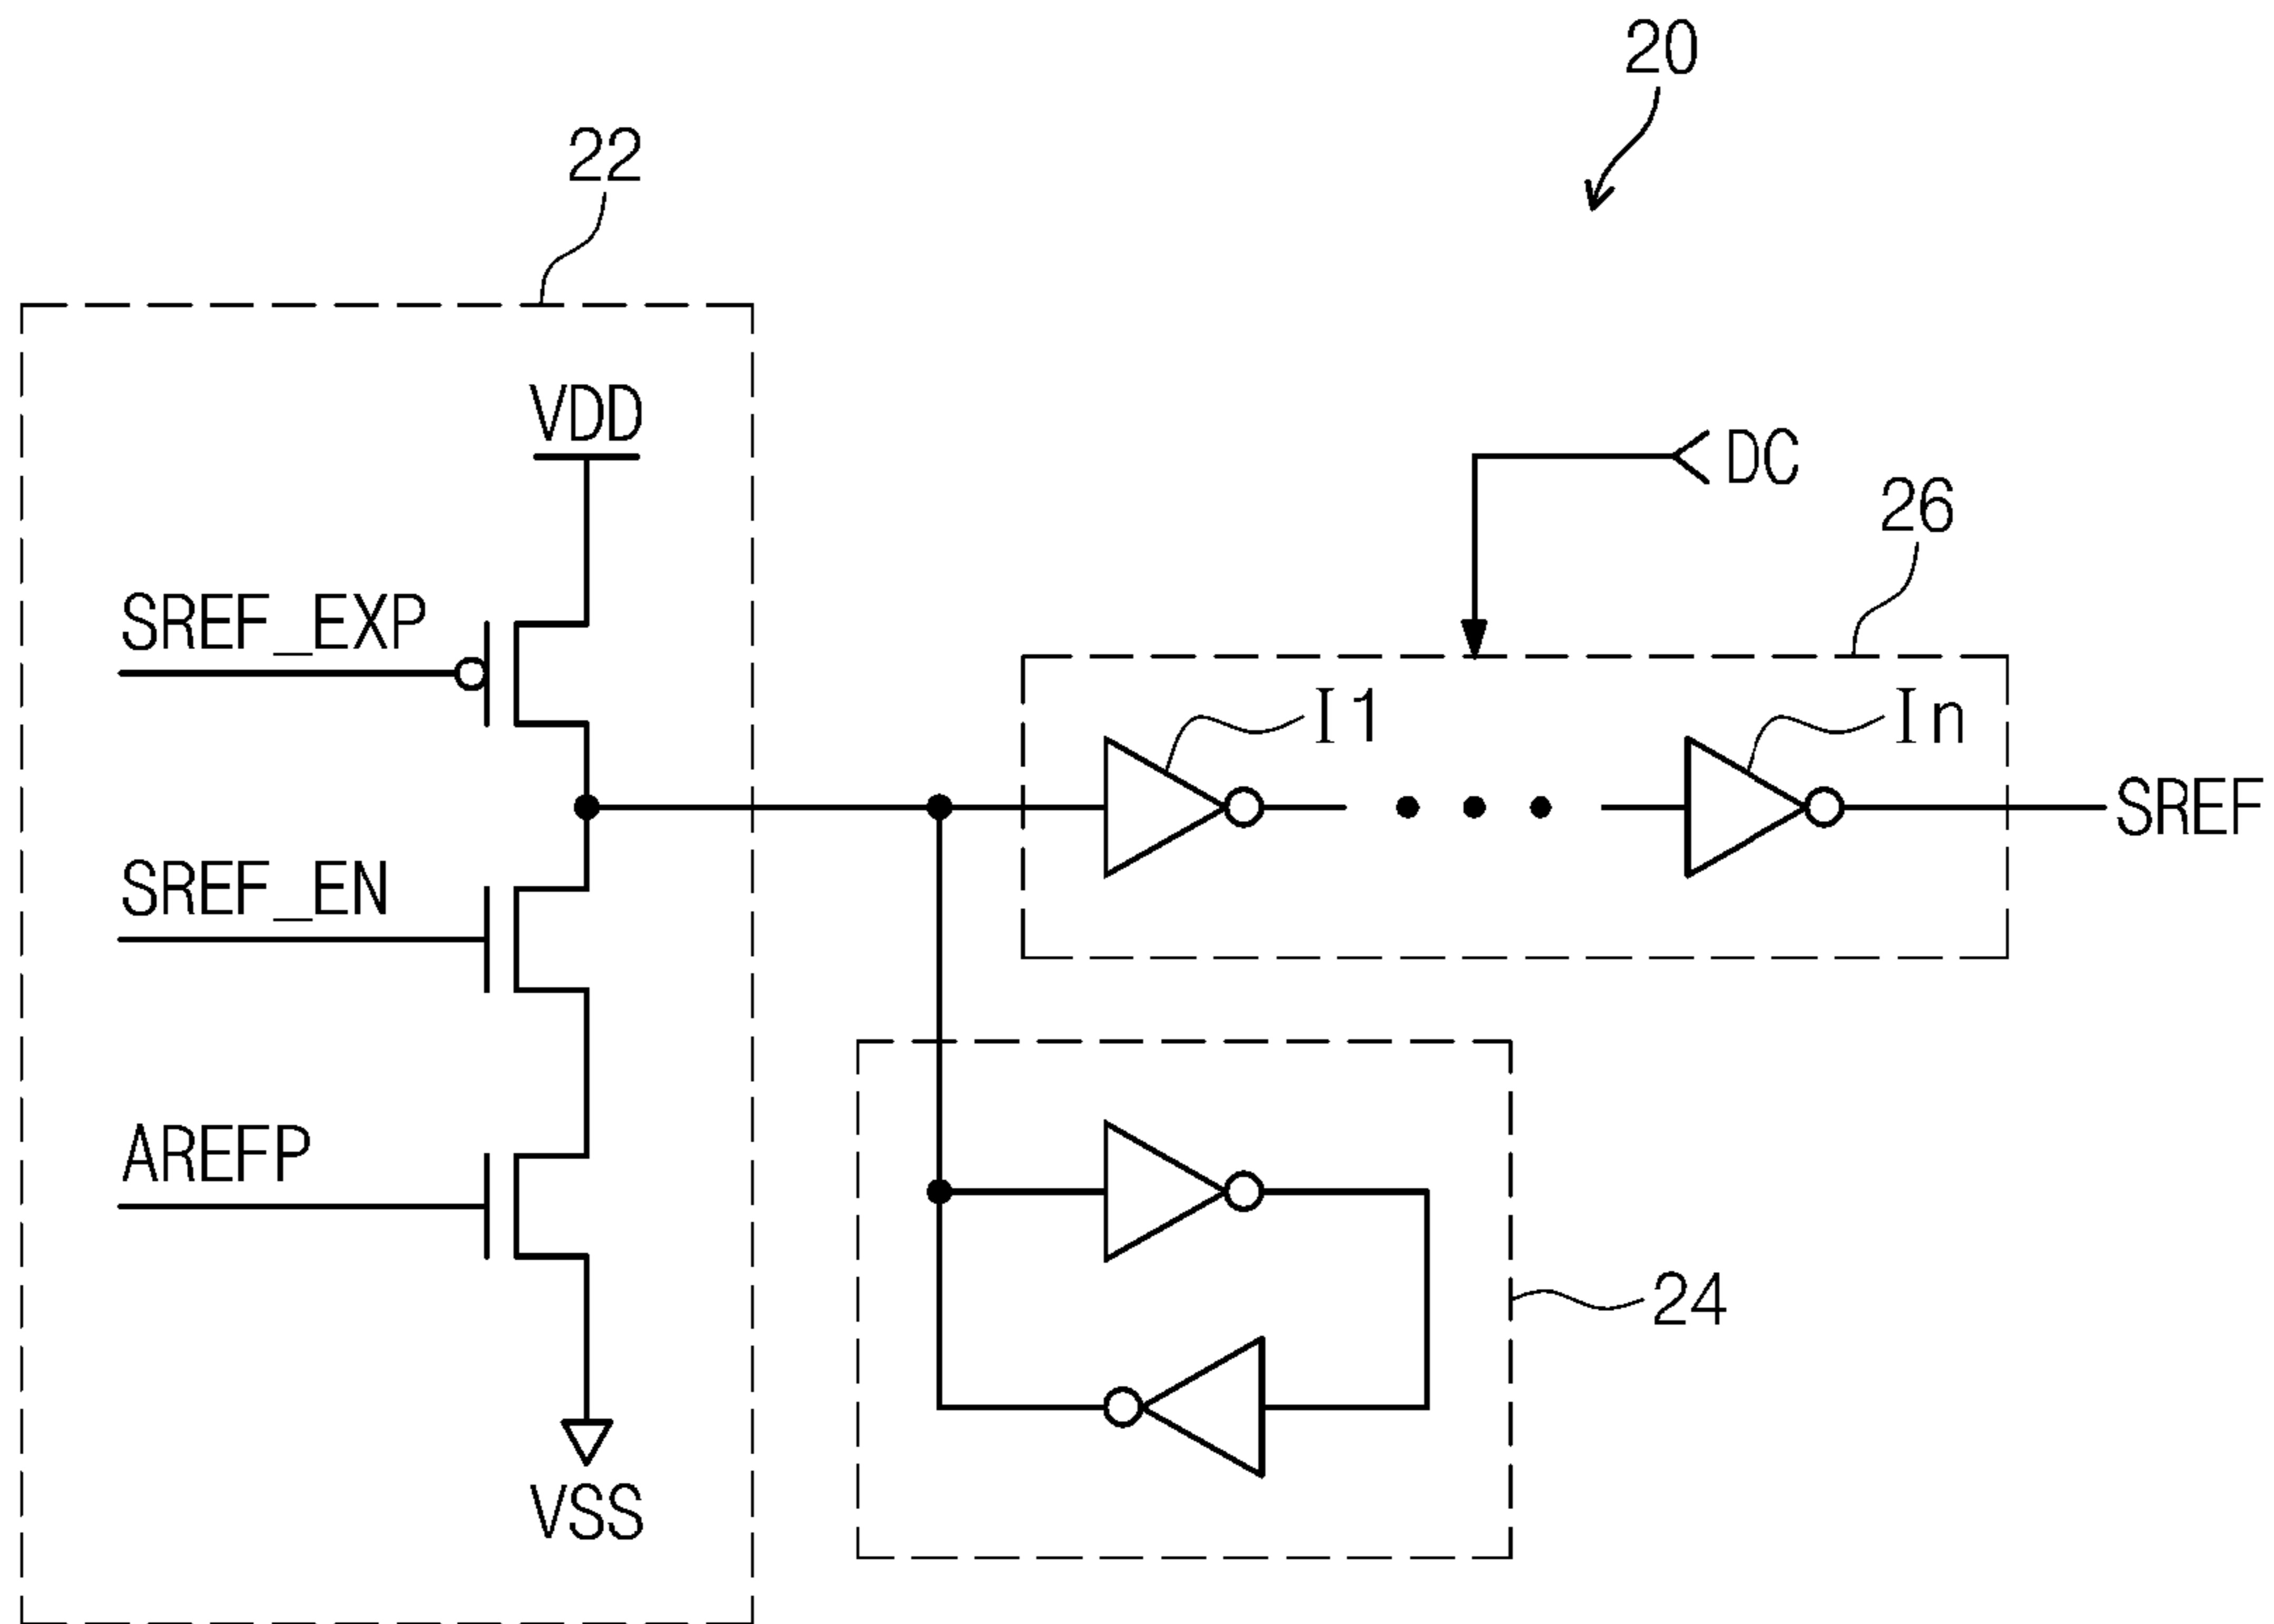 20
22
VDD
DC
26
SREF_EXP
I1
In
SREF
SREF_EN
AREFP
24
VSS